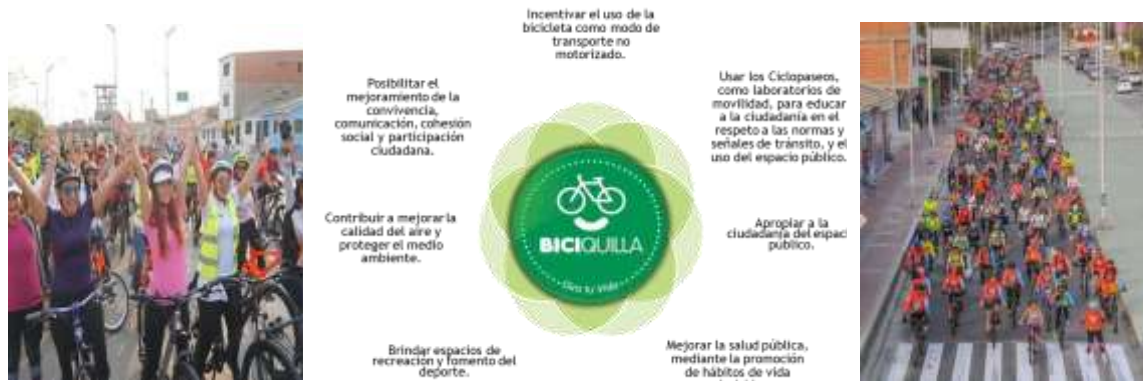 Incentivar el uso de la
bicicleta como modo de
transporte no
motorizado.
Posibilitar el
mejoramiento de la
convivencia,
comunicación, cohesión
social y participación
ciudadana.
Usar los Ciclopaseos,
como laboratorios de
movilidad, para educar
a la ciudadanía en el
respeto a las normas y
señales de tránsito, y el
uso del espacio público.
Contribuir a mejorar la
calidad del aire y
proteger el medio
ambiente.
BICIQUILLA
Apropiar a la
ciudadanía del espaci
público.
Brindar espacios de
recreación y fomento del
deporte.
Mejorar la salud pública,
mediante la promoción
de hábitos de vida